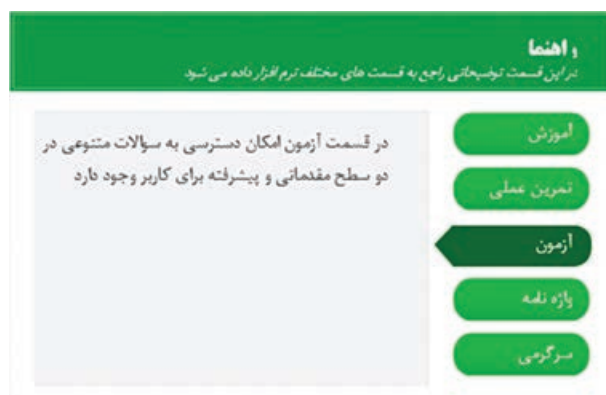 راهنما
در این قسمت توضیحاتی راجع به قسمت های مختلف نرم افزار داده می شود
آموزش
تمرین عملی
آزمون
واژه نامه
سرگرمی
در قسمت آزمون امکان دسترسی به سوالات متنوعی در
دو سطح مقدماتی و پیشرفته برای کاربر وجود دارد